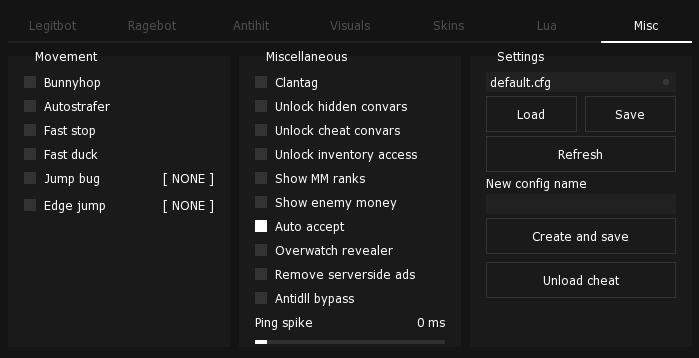 Legitbot Ragebot Antihit Visuals Skins Lua Misc
Movement
Bunnyhop
Autostrafer
Fast stop
Fast duck
Jump bug [ NONE ]
Edge jump [ NONE ]
Miscellaneous
Clantag
Unlock hidden convars
Unlock cheat convars
Unlock inventory access
Show MM ranks
Show enemy money
Auto accept
Overwatch revealer
Remove serverside ads
Antidll bypass
Ping spike 0 ms
Settings
default.cfg
Load Save
Refresh
New config name
Create and save
Unload cheat